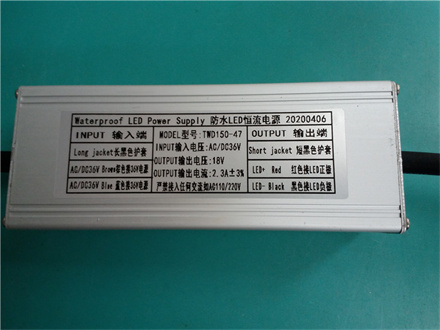 Waterproof LED Power Supply 防水LED恒流电源 20200406
INPUT 输入端 MODEL型号:TWD150-47 OUTPUT 输出端
Long jacket长黑色护套 INPUT输入电压:AC/DC36V Short jacket 短黑色护套
OUTPUT输出电压:18V
AC/DC36V Brown棕色接36V电源 OUTPUT输出电流:2.3A±3% LED+ Red 红色接LED正极
AC/DC36V Blue 蓝色接36V电源 严禁接入任何交流如AG110/220V LED- Black 黑色接LED负极